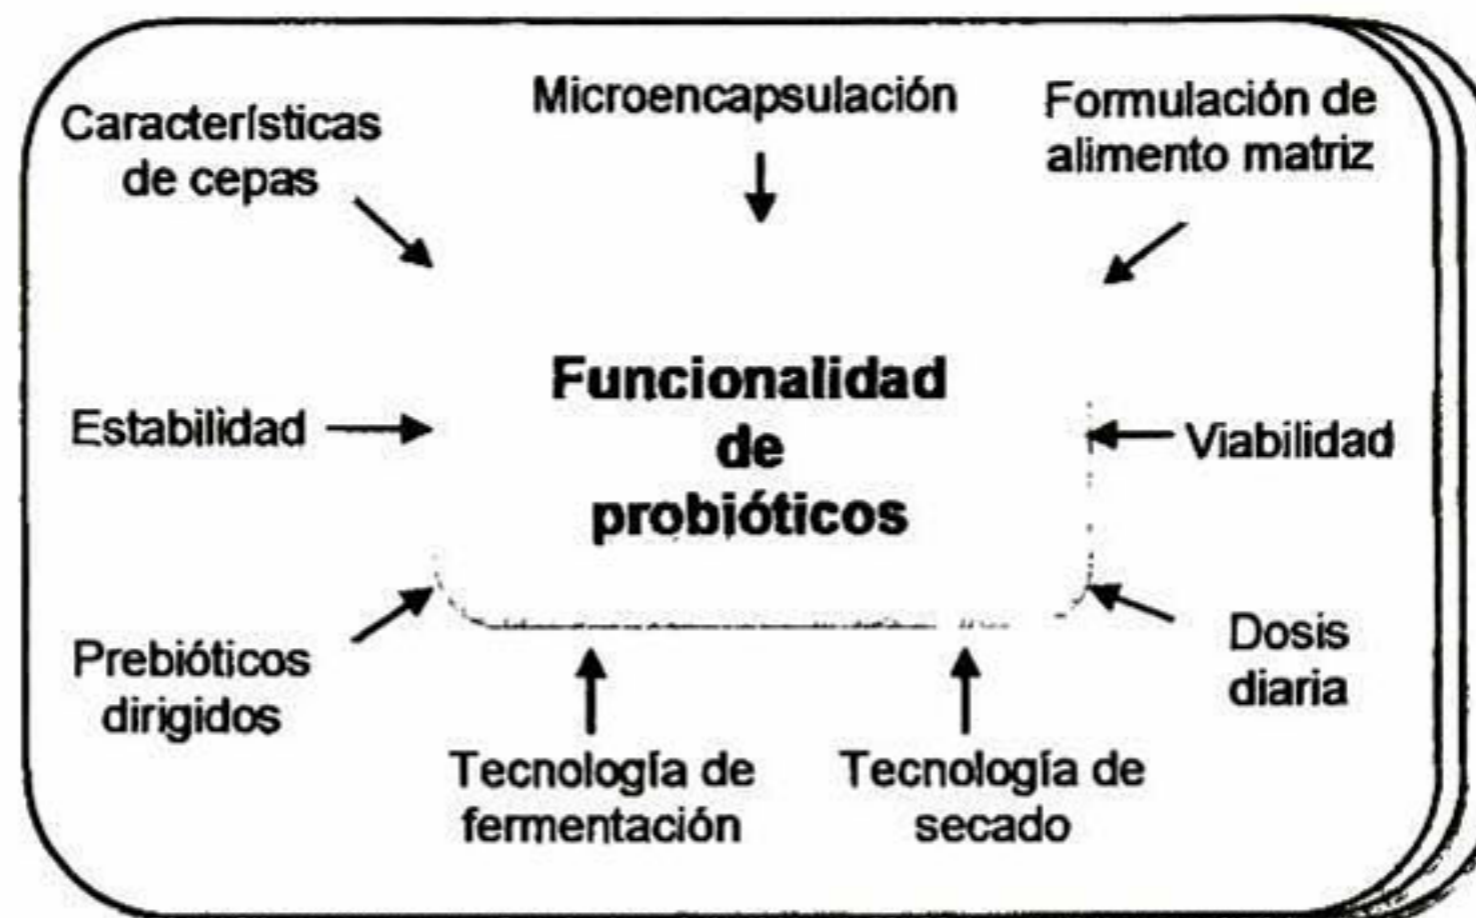 Características
de cepas
Microencapsulación
Formulación de
alimento matriz
Estabilidad
Funcionalidad
de
probióticos
Viabilidad
Prebióticos
dirigidos
Dosis
diaria
Tecnología de
fermentación
Tecnología de
secado